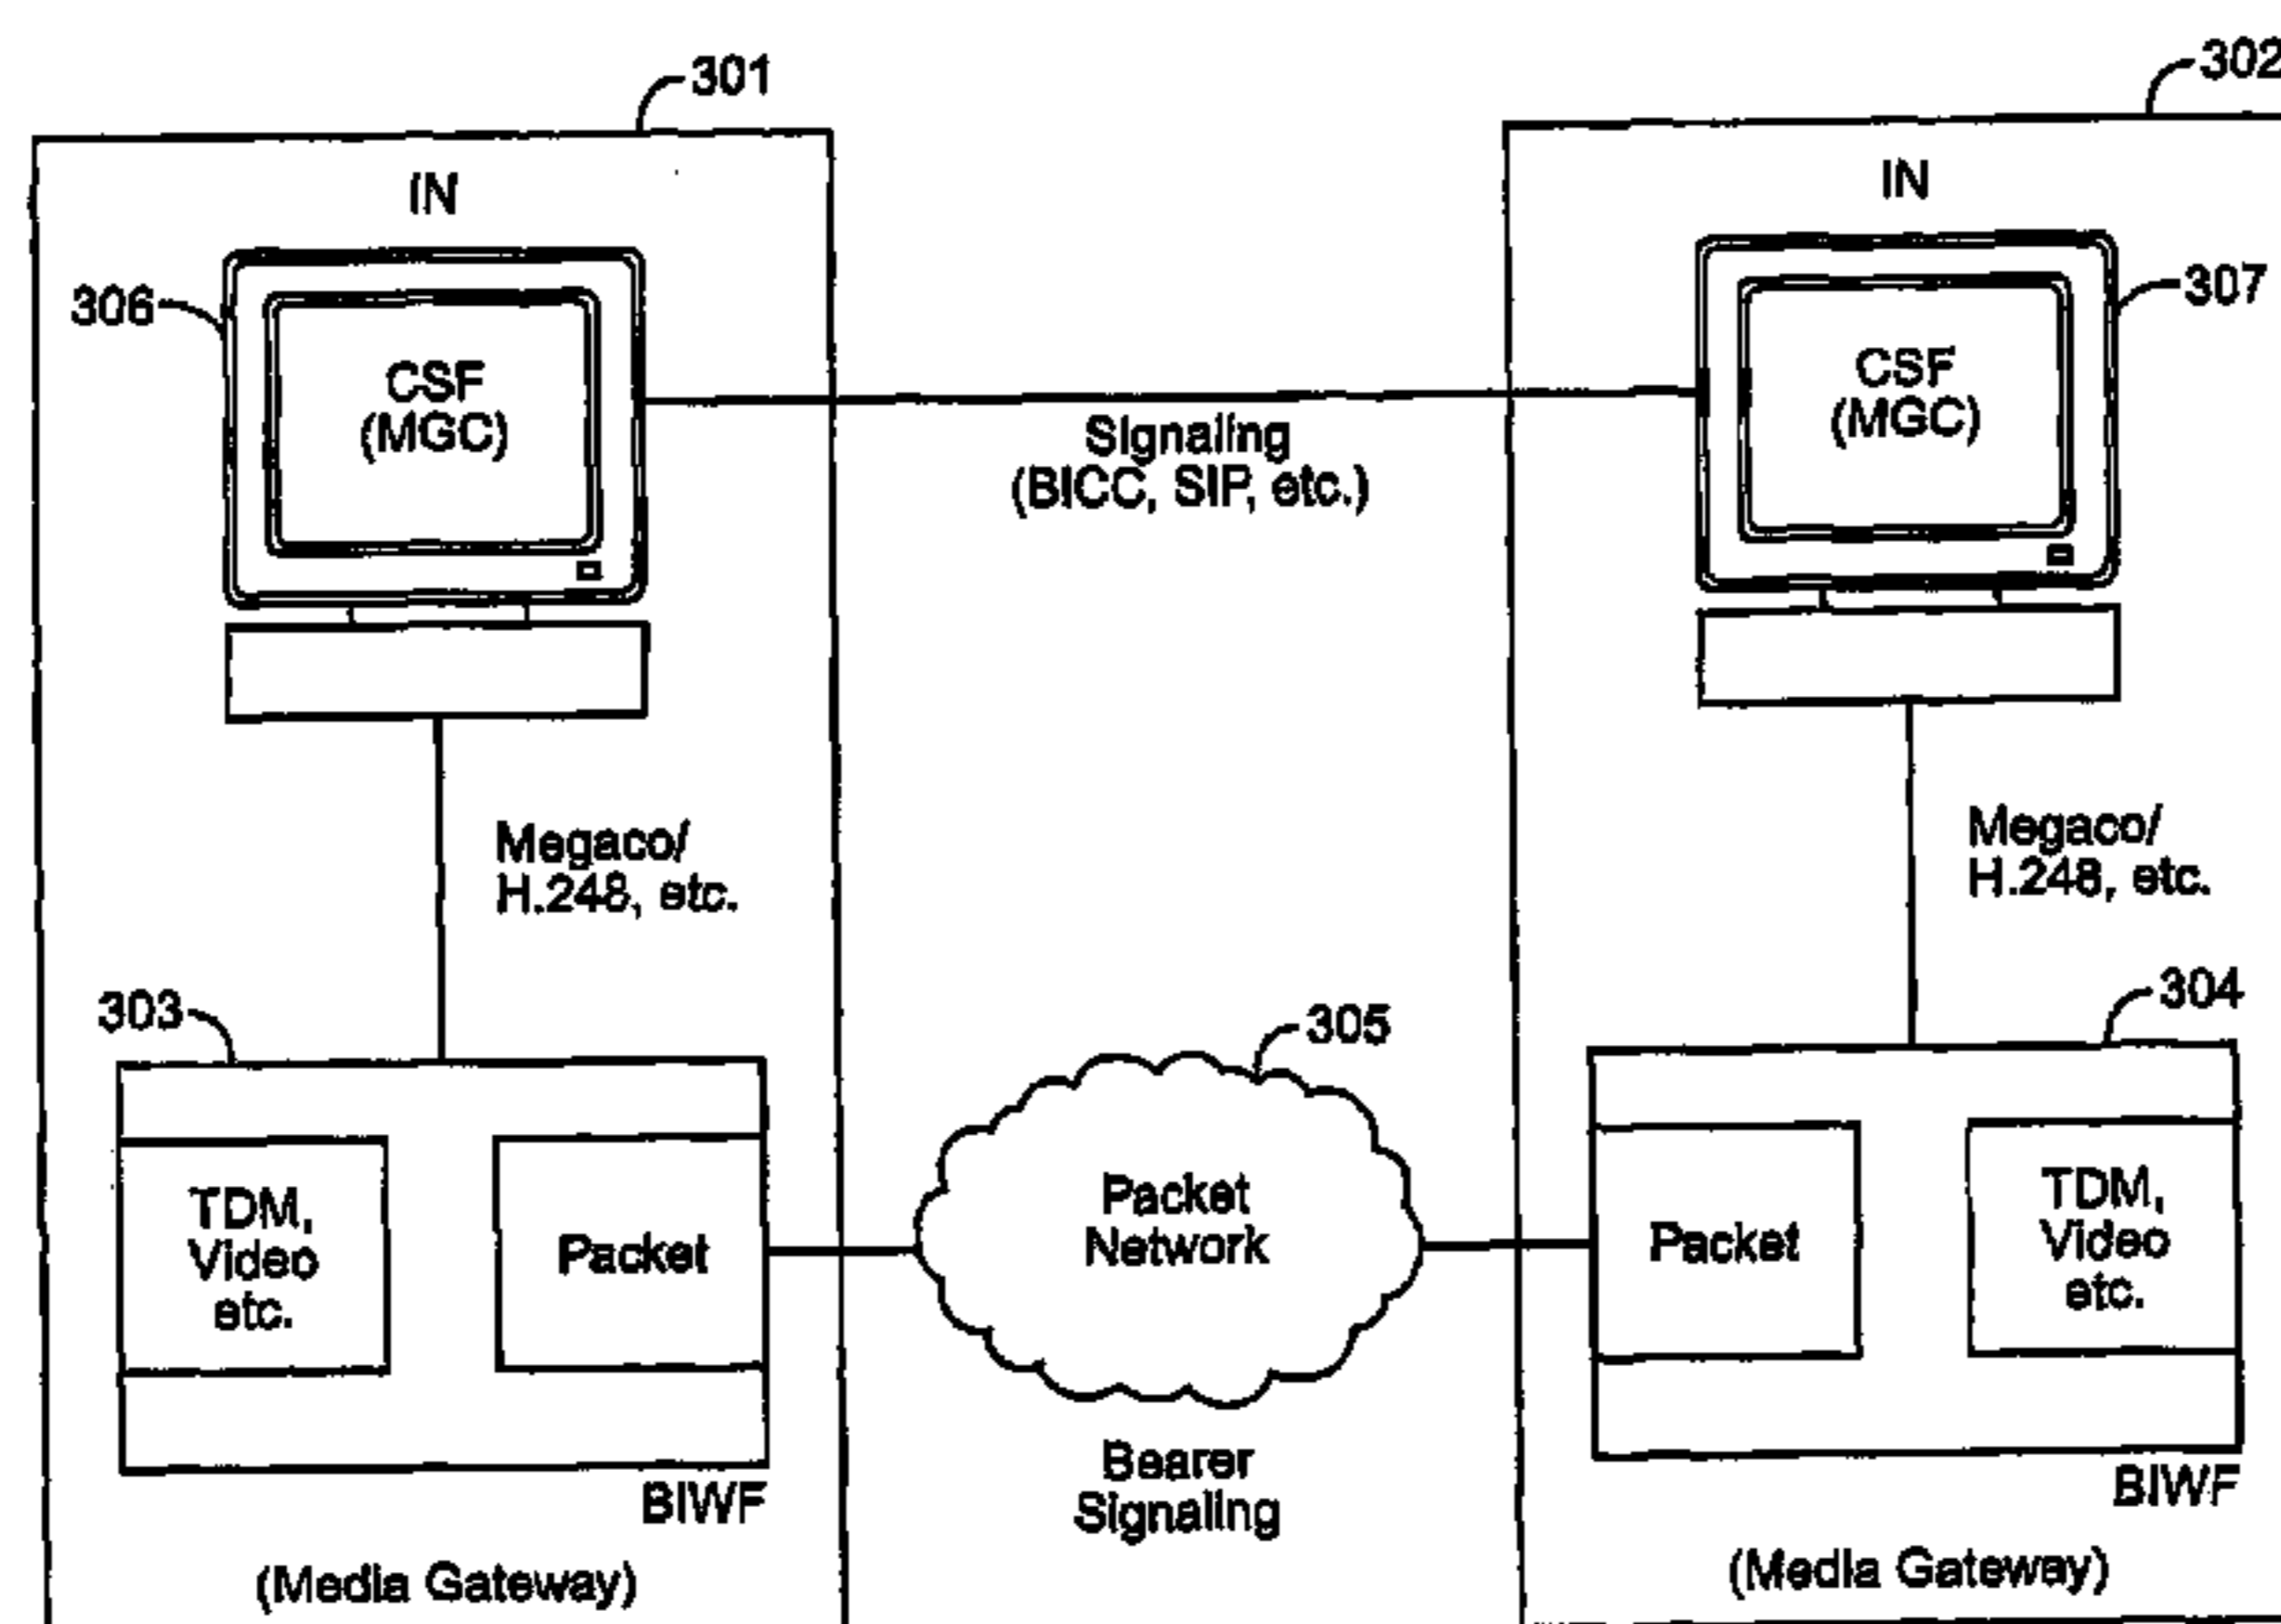 301
302
IN
IN
306
307
CSF
(MGC)
CSF
(MGC)
Signaling
(BICC, SIP, etc.)
Megaco/
H.248, etc.
Megaco/
H.248, etc.
303
304
305
TDM,
Video
etc.
Packet
Packet
Network
Packet
TDM,
Video
etc.
BIWF
Bearer
Signaling
BIWF
(Media Gateway)
(Media Gateway)